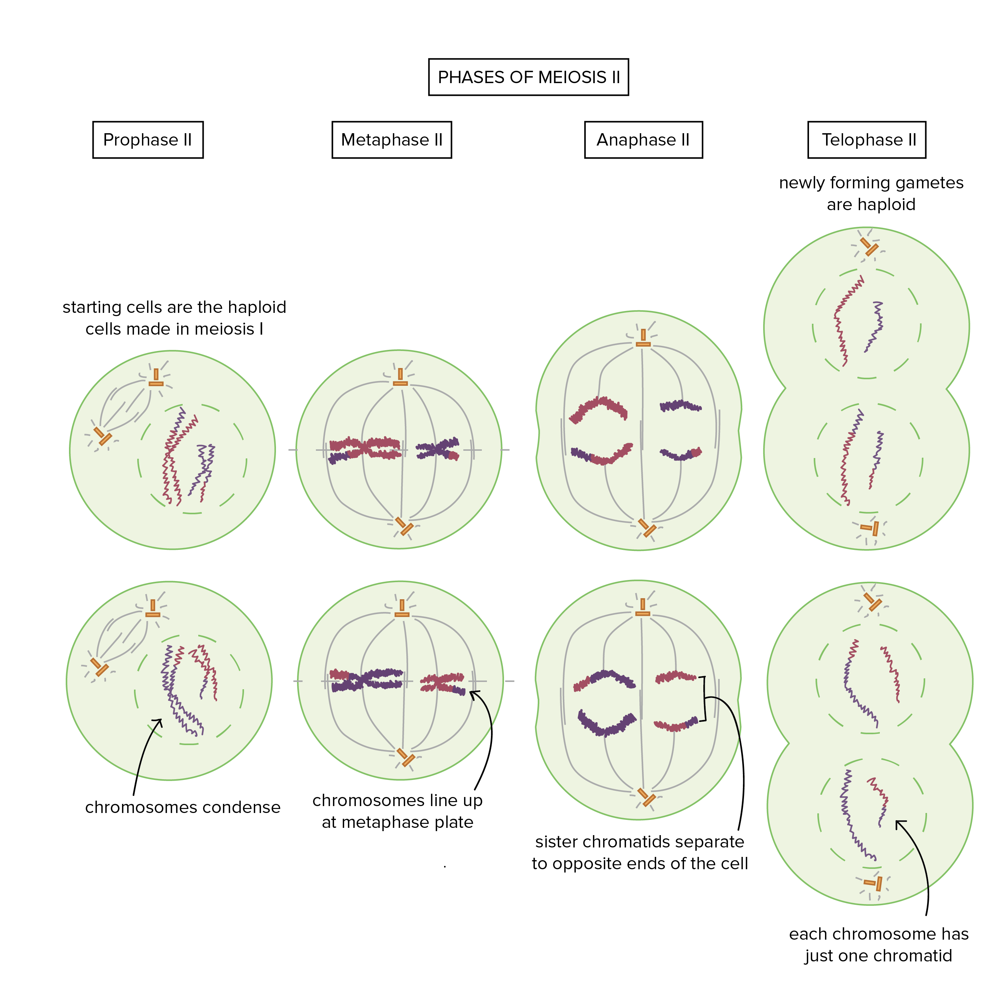 PHASES OF MEIOSIS II
Prophase II
Metaphase II
Anaphase II
Telophase II
newly forming gametes
are haploid
starting cells are the haploid
cells made in meiosis I
chromosomes condense
chromosomes line up
at metaphase plate
sister chromatids separate
to opposite ends of the cell
each chromosome has
just one chromatid